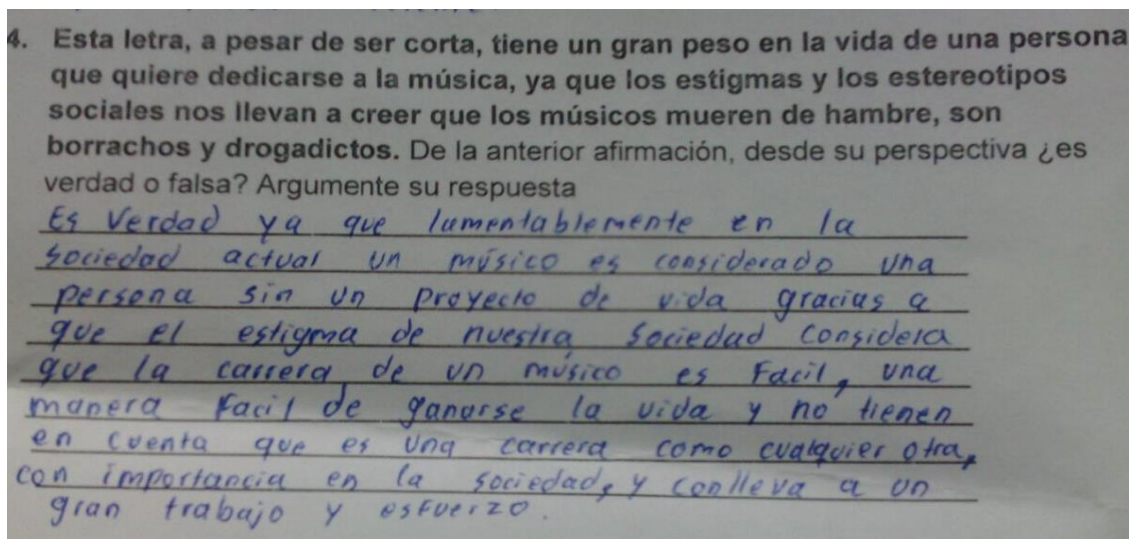 4. Esta letra, a pesar de ser corta, tiene un gran peso en la vida de una persona
que quiere dedicarse a la música, ya que los estigmas y los estereotipos
sociales nos llevan a creer que los músicos mueren de hambre, son
borrachos y drogadictos. De la anterior afirmación, desde su perspectiva ¿es
verdad o falsa? Argumente su respuesta
Es Verdad ya que lamentablemente en la
sociedad actual un músico es considerado una
persona sin un proyecto de vida gracias a
que el estigma de nuestra sociedad considera
que la carrera de un músico es Facil, una
manera Facil de ganarse la vida y no tienen
en cuenta que es una carrera como cualquier otra,
con importancia en la sociedad, y conlleva a un
gran trabajo y esfuerzo.